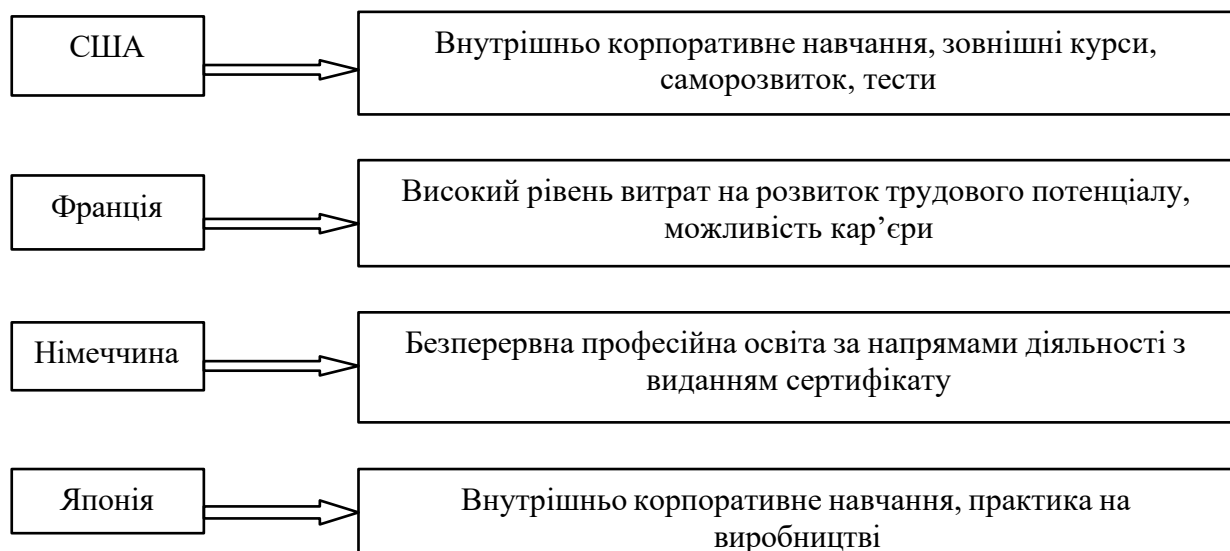 США
Внутрішньо корпоративне навчання, зовнішні курси,
саморозвиток, тести
Франція
Високий рівень витрат на розвиток трудового потенціалу,
можливість кар’єри
Німеччина
Безперервна професійна освіта за напрямами діяльності з
виданням сертифікату
Японія
Внутрішньо корпоративне навчання, практика на
виробництві